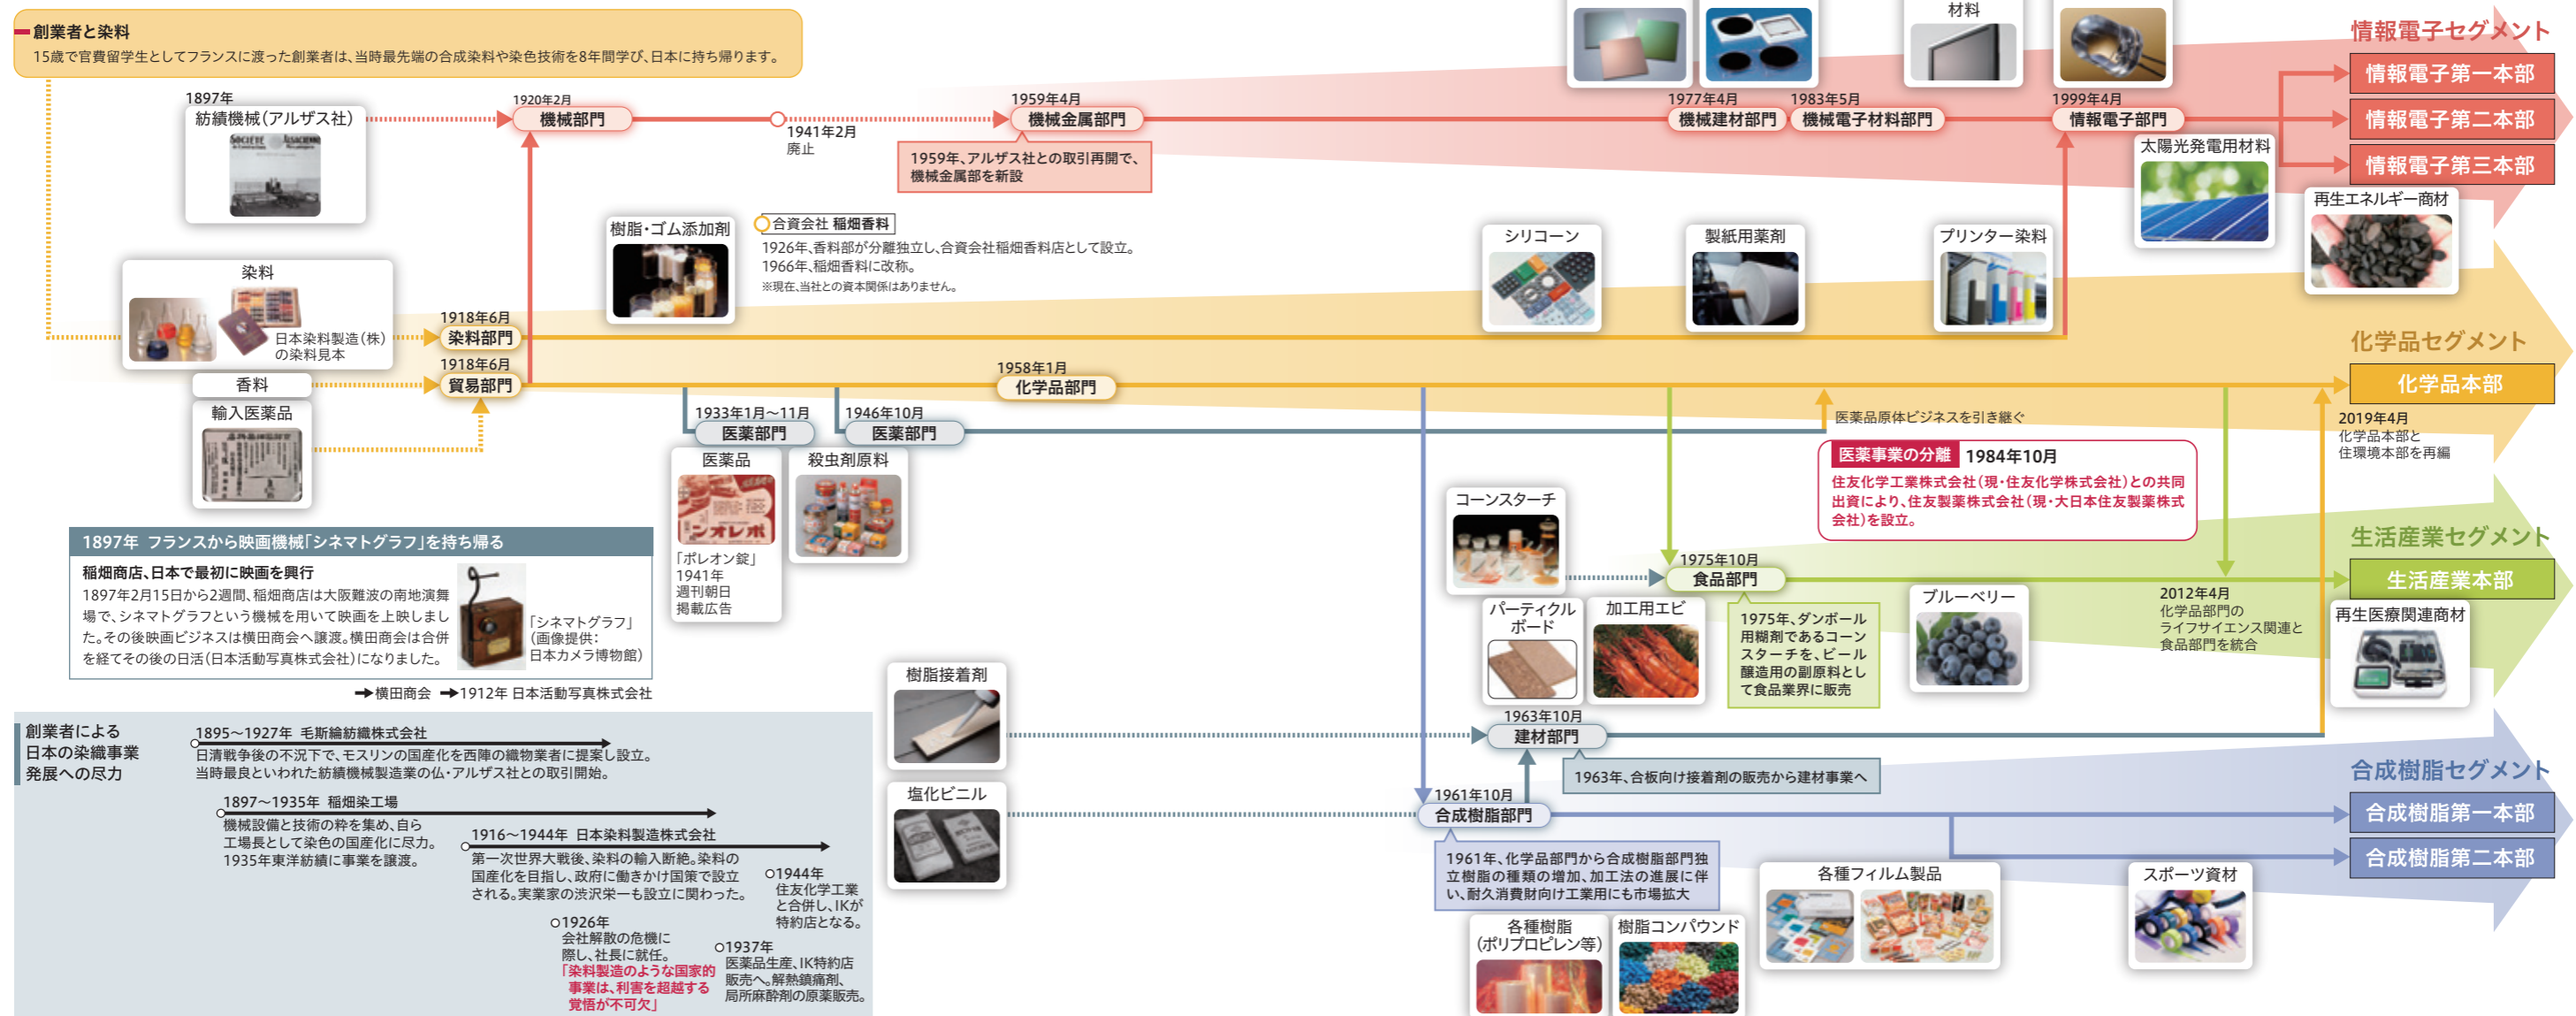 創業者と染料
15歳で官費留学生としてフランスに渡った創業者は、当時最先端の合成染料や染色技術を8年間学び、日本に持ち帰ります。
材料
情報電子セグメント
情報電子第一本部
情報電子第二本部
情報電子第三本部
1897年
紡績機械(アルザス社)
SOCIÉTÉ ALSACIENNE
1920年2月
機械部門
1941年2月
廃止
1959年4月
機械金属部門
1959年、アルザス社との取引再開で、
機械金属部を新設
1977年4月
機械建材部門
1983年5月
機械電子材料部門
1999年4月
情報電子部門
太陽光発電用材料
再生エネルギー商材
樹脂・ゴム添加剤
合資会社 稲畑香料
1926年、香料部が分離独立し、合資会社稲畑香料店として設立。
1966年、稲畑香料に改称。
※現在、当社との資本関係はありません。
シリコーン
製紙用薬剤
プリンター染料
染料
日本染料製造(株)
の染料見本
1918年6月
染料部門
香料
1918年6月
貿易部門
輸入医薬品
1958年1月
化学品部門
化学品セグメント
化学品本部
2019年4月
化学品本部と
住環境本部を再編
1933年1月〜11月
医薬部門
1946年10月
医薬部門
医薬品原体ビジネスを引き継ぐ
医薬事業の分離 1984年10月
住友化学工業株式会社(現・住友化学株式会社)との共同
出資により、住友製薬株式会社(現・大日本住友製薬株式
会社)を設立。
医薬品
ンオレポ
「ポレオン錠」
1941年
週刊朝日
掲載広告
殺虫剤原料
1897年 フランスから映画機械「シネマトグラフ」を持ち帰る
稲畑商店、日本で最初に映画を興行
1897年2月15日から2週間、稲畑商店は大阪難波の南地演舞
場で、シネマトグラフという機械を用いて映画を上映しまし
た。その後映画ビジネスは横田商会へ譲渡。横田商会は合併
を経てその後の日活(日本活動写真株式会社)になりました。
「シネマトグラフ」
(画像提供:
日本カメラ博物館)
➡横田商会 ➡1912年 日本活動写真株式会社
コーンスターチ
1975年10月
食品部門
1975年、ダンボール
用糊剤であるコーン
スターチを、ビール
醸造用の副原料とし
て食品業界に販売
パーティクル
ボード
加工用エビ
ブルーベリー
生活産業セグメント
生活産業本部
2012年4月
化学品部門の
ライフサイエンス関連と
食品部門を統合
再生医療関連商材
樹脂接着剤
1963年10月
建材部門
1963年、合板向け接着剤の販売から建材事業へ
塩化ビニル
1961年10月
合成樹脂部門
1961年、化学品部門から合成樹脂部門独
立樹脂の種類の増加、加工法の進展に伴
い、耐久消費財向け工業用にも市場拡大
合成樹脂セグメント
合成樹脂第一本部
合成樹脂第二本部
各種樹脂
(ポリプロピレン等)
樹脂コンパウンド
各種フィルム製品
スポーツ資材
創業者による
日本の染織事業
発展への尽力
1895〜1927年 毛斯綸紡織株式会社
日清戦争後の不況下で、モスリンの国産化を西陣の織物業者に提案し設立。
当時最良といわれた紡績機械製造業の仏・アルザス社との取引開始。
1897〜1935年 稲畑染工場
機械設備と技術の粋を集め、自ら
工場長として染色の国産化に尽力。
1935年東洋紡績に事業を譲渡。
1916〜1944年 日本染料製造株式会社
第一次世界大戦後、染料の輸入断絶。染料の
国産化を目指し、政府に働きかけ国策で設立
される。実業家の渋沢栄一も設立に関わった。
1944年
住友化学工業
と合併し、IKが
特約店となる。
1926年
会社解散の危機に
際し、社長に就任。
「染料製造のような国家的
事業は、利害を超越する
覚悟が不可欠」
1937年
医薬品生産、IK特約店
販売へ。解熱鎮痛剤、
局所麻酔剤の原薬販売。